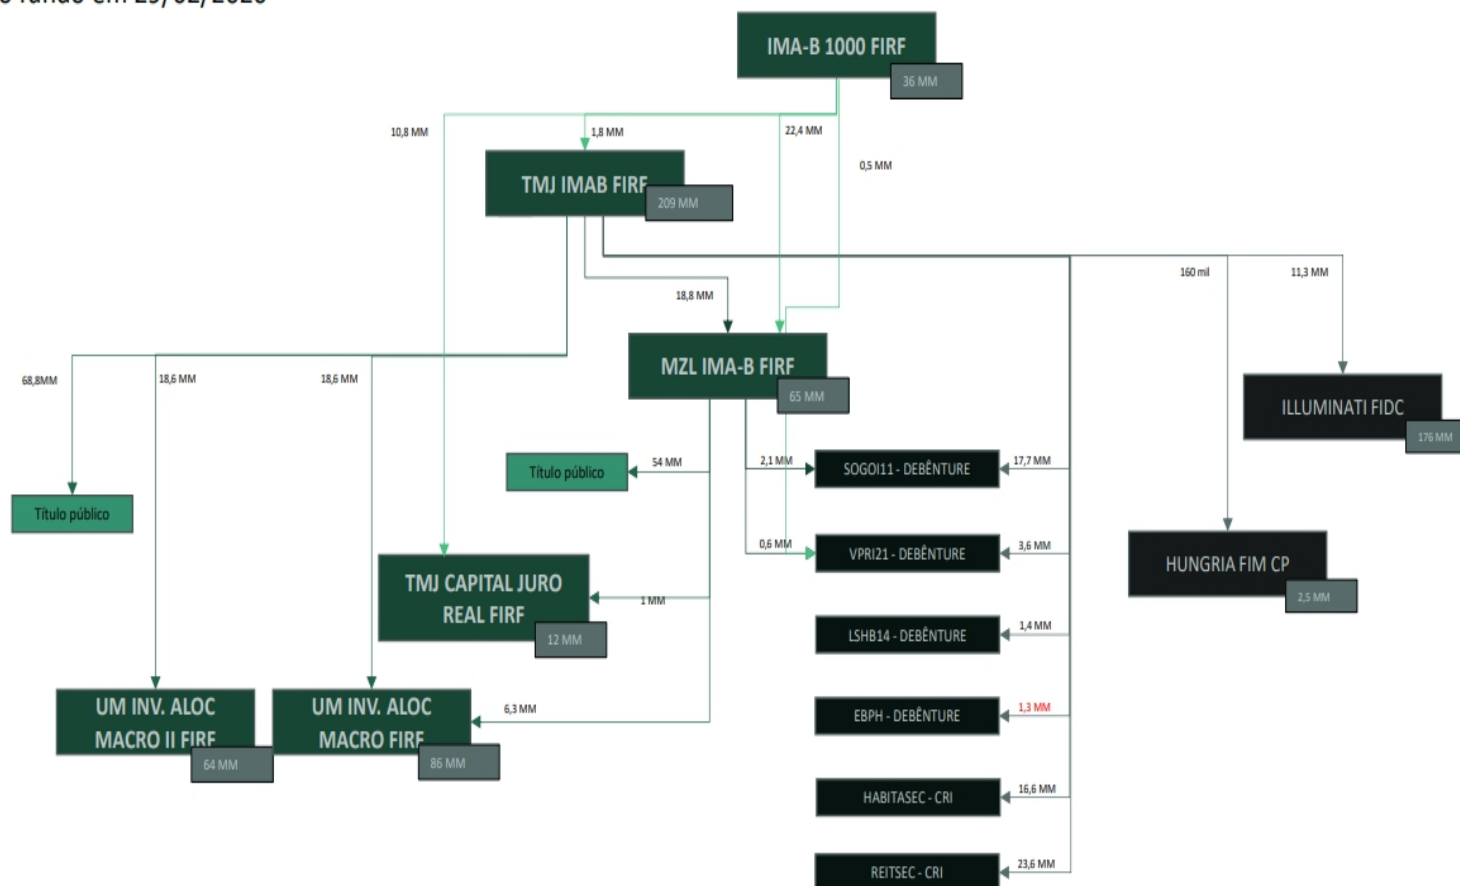 IMA-B 1000 FIRF
36 MM
10,8 MM
1,8 MM
22,4 MM
0,5 MM
TMJ IMAB FIRF
209 MM
160 mil
11,3 MM
18,8 MM
MZL IMA-B FIRF
65 MM
68,8MM
18,6 MM
18,6 MM
ILLUMINATI FIDC
176 MM
Título público
54 MM
2,1 MM
SOGOI11 - DEBÊNTURE
17,7 MM
Título público
0,6 MM
VPRI21 - DEBÊNTURE
3,6 MM
HUNGRIA FIM CP
2,5 MM
TMJ CAPITAL JURO
REAL FIRF
12 MM
1 MM
LSHB14 - DEBÊNTURE
1,4 MM
UM INV. ALOC
MACRO II FIRF
64 MM
UM INV. ALOC
MACRO FIRF
86 MM
6,3 MM
EBPH - DEBÊNTURE
1,3 MM
HABITASEC - CRI
16,6 MM
REITSEC - CRI
23,6 MM